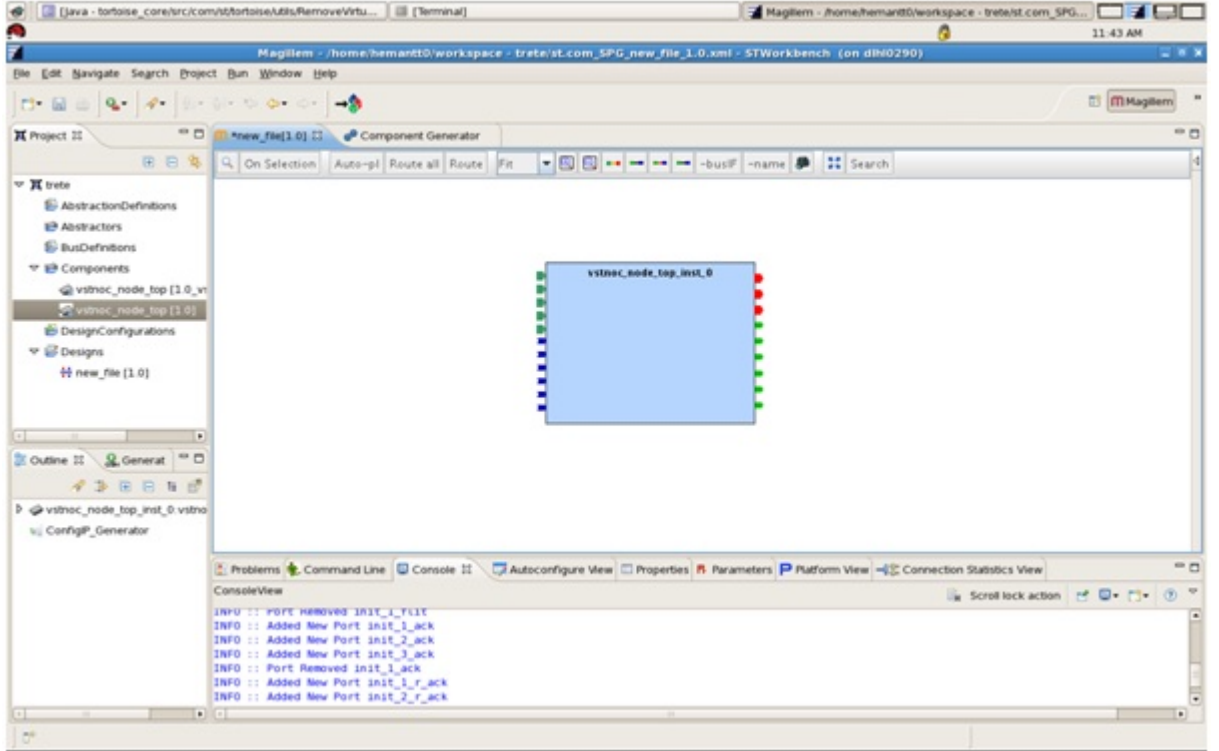 [Java - tortoise_core/src/com/st/tortoise/utils/RemoveVirtu... [Terminal] Magillem - /home/hemantt0/workspace - trete/st.com_SPG...
11:43 AM
Magillem - /home/hemantt0/workspace - trete/st.com_SPG_new_file_1.0.xml - STWorkbench (on dlhl0290)
File Edit Navigate Search Project Run Window Help
Magillem
Project *new_file[1.0] Component Generator
On Selection Auto-pl Route all Route Fit -busIF -name Search
trete
AbstractionDefinitions
Abstractors
BusDefinitions
Components
vstnoc_node_top [1.0_vs
vstnoc_node_top [1.0]
DesignConfigurations
Designs
new_file [1.0]
vstnoc_node_top_inst_0
Outline Generat
vstnoc_node_top_inst_0:vstno
ConfigIP_Generator
Problems Command Line Console Autoconfigure View Properties Parameters Platform View Connection Statistics View
ConsoleView Scroll lock action
INFO :: Port Removed init_1_flit
INFO :: Added New Port init_1_ack
INFO :: Added New Port init_2_ack
INFO :: Added New Port init_3_ack
INFO :: Port Removed init_1_ack
INFO :: Added New Port init_1_r_ack
INFO :: Added New Port init_2_r_ack